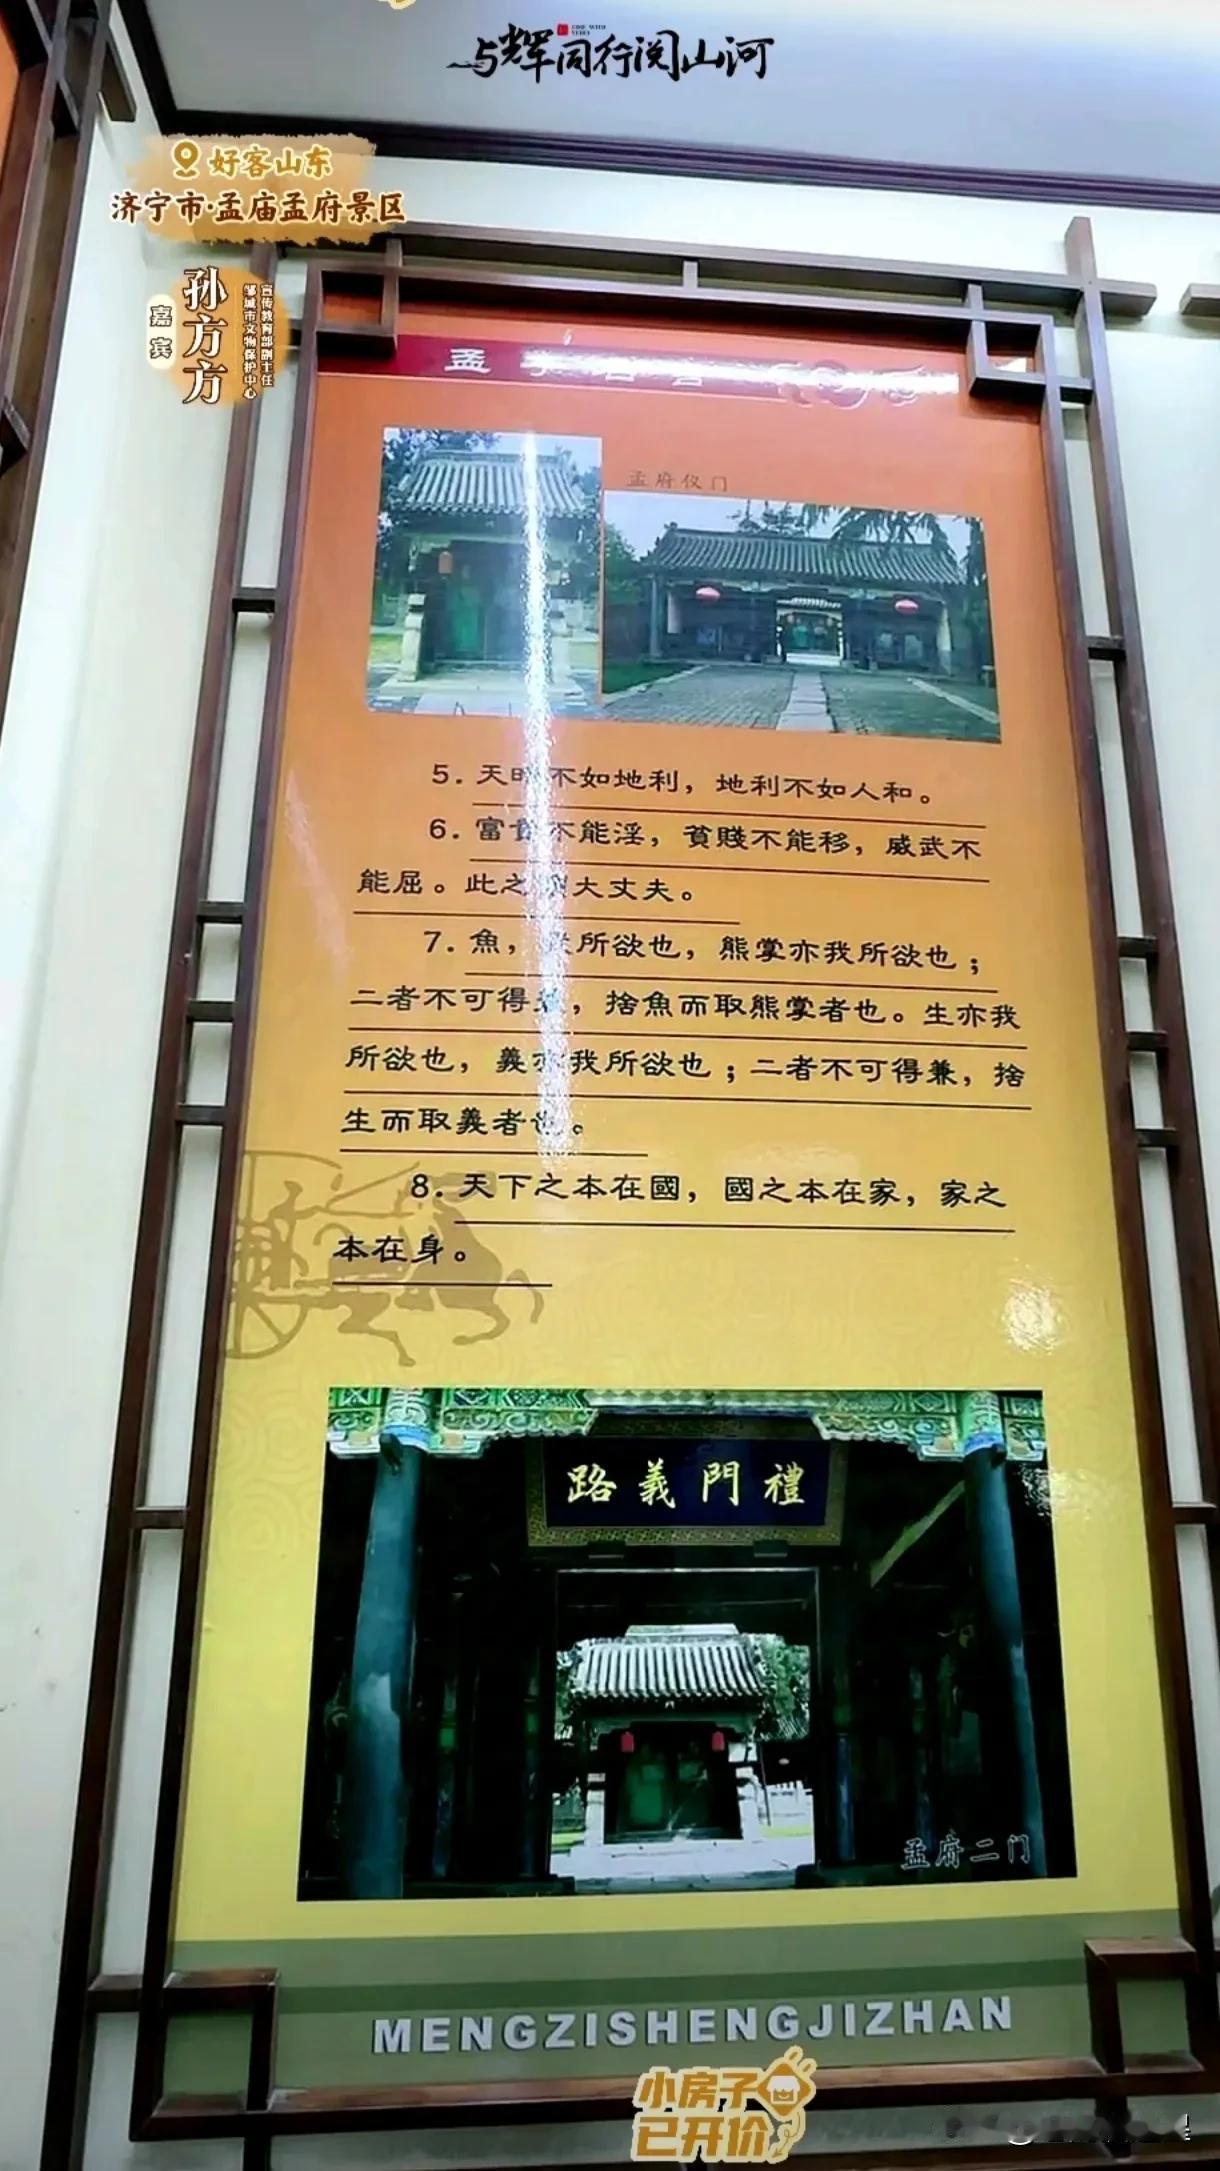 与辉同行阅山河
好客山东
济宁市·孟庙孟府景区
嘉宾
孙方方
邹城市文物保护中心
宣传教育部副主任
孟
孟府仪门
5. 天 不如地利，地利不如人和。
6. 富 不能淫，貧賤不能移，威武不
能屈。此之 大丈夫。
7. 魚， 所欲也，熊掌亦我所欲也；
二者不可得 ，捨魚而取熊掌者也。生亦我
所欲也，義亦我所欲也；二者不可得兼，捨
生而取義者 。
8. 天下之本在國，國之本在家，家之
本在身。
路義門禮
孟府二门
MENGZISHENGJIZHAN
小房子
已开价